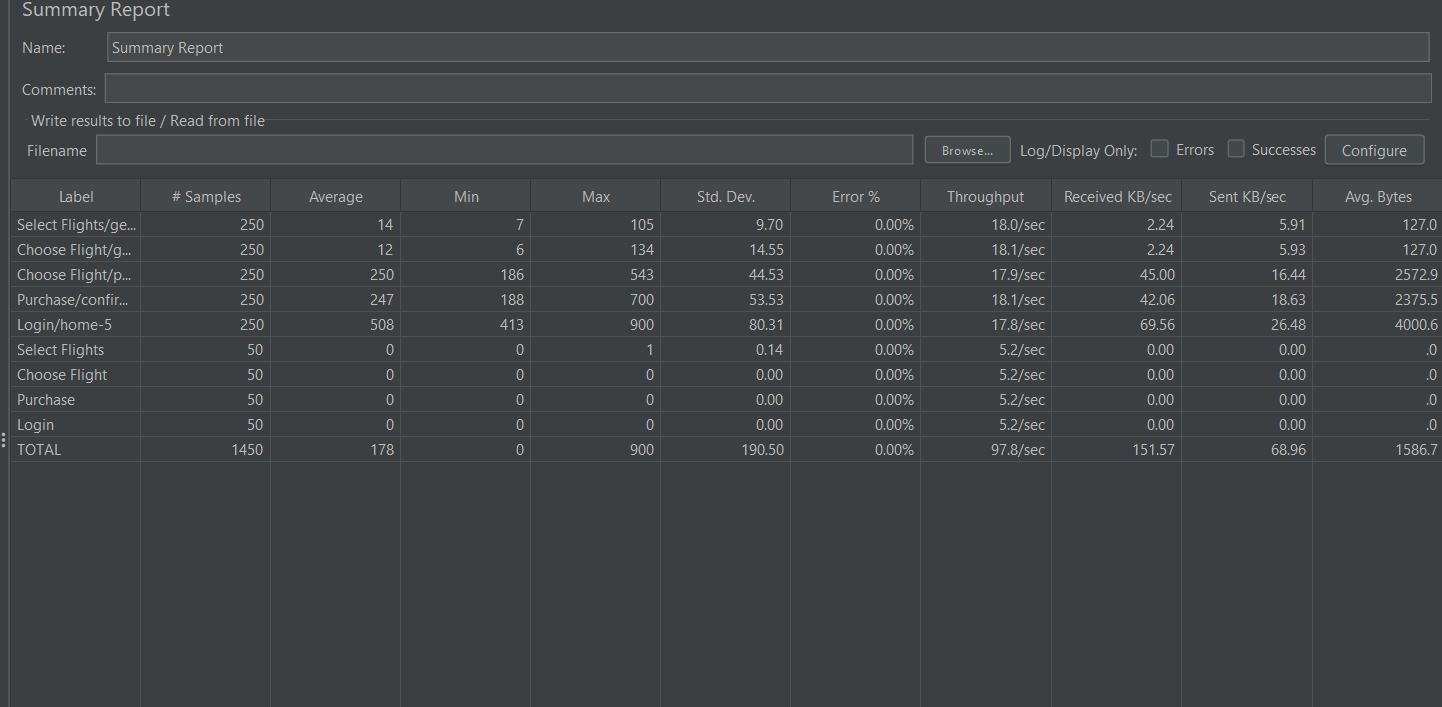 Summary Report
Name: Summary Report
Comments:
Write results to file / Read from file
Filename Browse... Log/Display Only: Errors Successes Configure
Label # Samples Average Min Max Std. Dev. Error % Throughput Received KB/sec Sent KB/sec Avg. Bytes
Select Flights/ge... 250 14 7 105 9.70 0.00% 18.0/sec 2.24 5.91 127.0
Choose Flight/g... 250 12 6 134 14.55 0.00% 18.1/sec 2.24 5.93 127.0
Choose Flight/p... 250 250 186 543 44.53 0.00% 17.9/sec 45.00 16.44 2572.9
Purchase/confir... 250 247 188 700 53.53 0.00% 18.1/sec 42.06 18.63 2375.5
Login/home-5 250 508 413 900 80.31 0.00% 17.8/sec 69.56 26.48 4000.6
Select Flights 50 0 0 1 0.14 0.00% 5.2/sec 0.00 0.00 .0
Choose Flight 50 0 0 0 0.00 0.00% 5.2/sec 0.00 0.00 .0
Purchase 50 0 0 0 0.00 0.00% 5.2/sec 0.00 0.00 .0
Login 50 0 0 0 0.00 0.00% 5.2/sec 0.00 0.00 .0
TOTAL 1450 178 0 900 190.50 0.00% 97.8/sec 151.57 68.96 1586.7